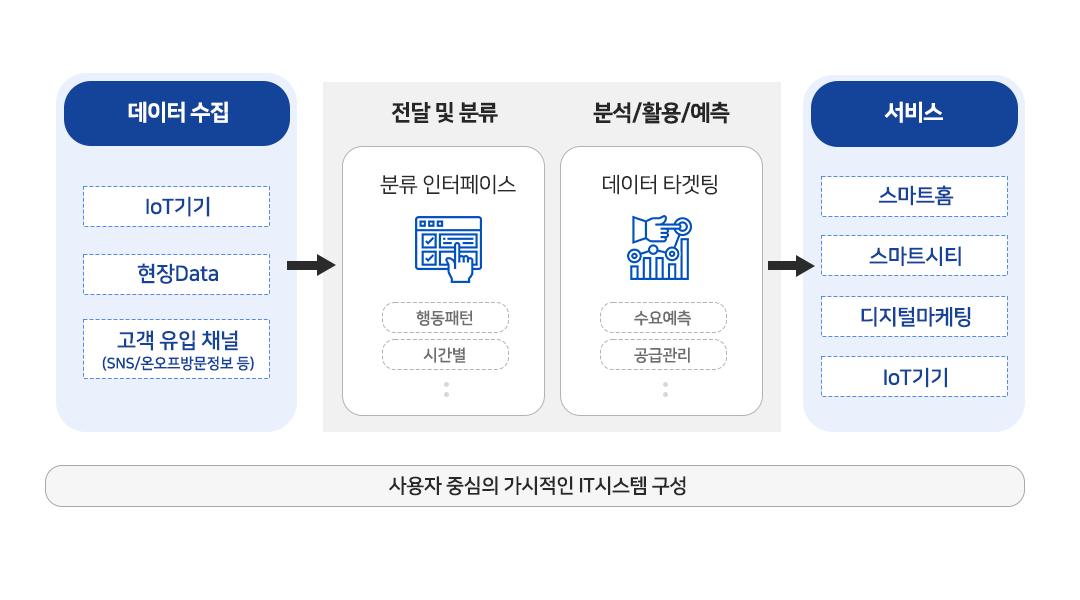 데이터 수집
IoT기기
현장Data
고객 유입 채널
(SNS/온오프방문정보 등)
전달 및 분류
분류 인터페이스
행동패턴
시간별
분석/활용/예측
데이터 타겟팅
수요예측
공급관리
서비스
스마트홈
스마트시티
디지털마케팅
IoT기기
사용자 중심의 가시적인 IT시스템 구성